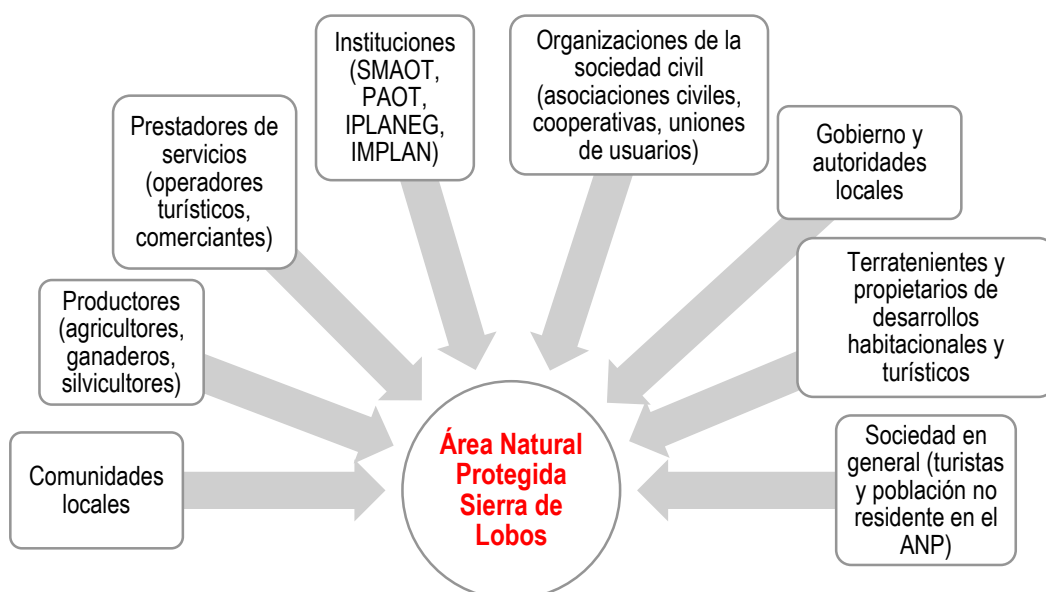 Instituciones
(SMAOT,
PAOT,
IPLANEG,
IMPLAN)
Organizaciones de la
sociedad civil
(asociaciones civiles,
cooperativas, uniones
de usuarios)
Prestadores de
servicios
(operadores
turísticos,
comerciantes)
Gobierno y
autoridades
locales
Productores
(agricultores,
ganaderos,
silvicultores)
Terratenientes y
propietarios de
desarrollos
habitacionales y
turísticos
Comunidades
locales
Área Natural
Protegida
Sierra de
Lobos
Sociedad en
general (turistas
y población no
residente en el
ANP)